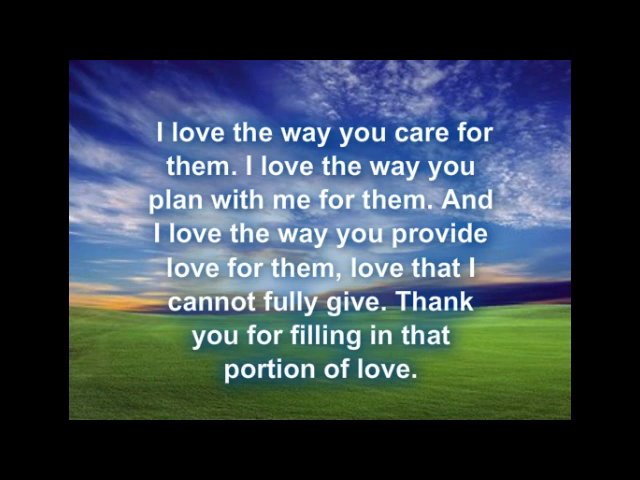 I love the way you care for
them. I love the way you
plan with me for them. And
I love the way you provide
love for them, love that I
cannot fully give. Thank
you for filling in that
portion of love.